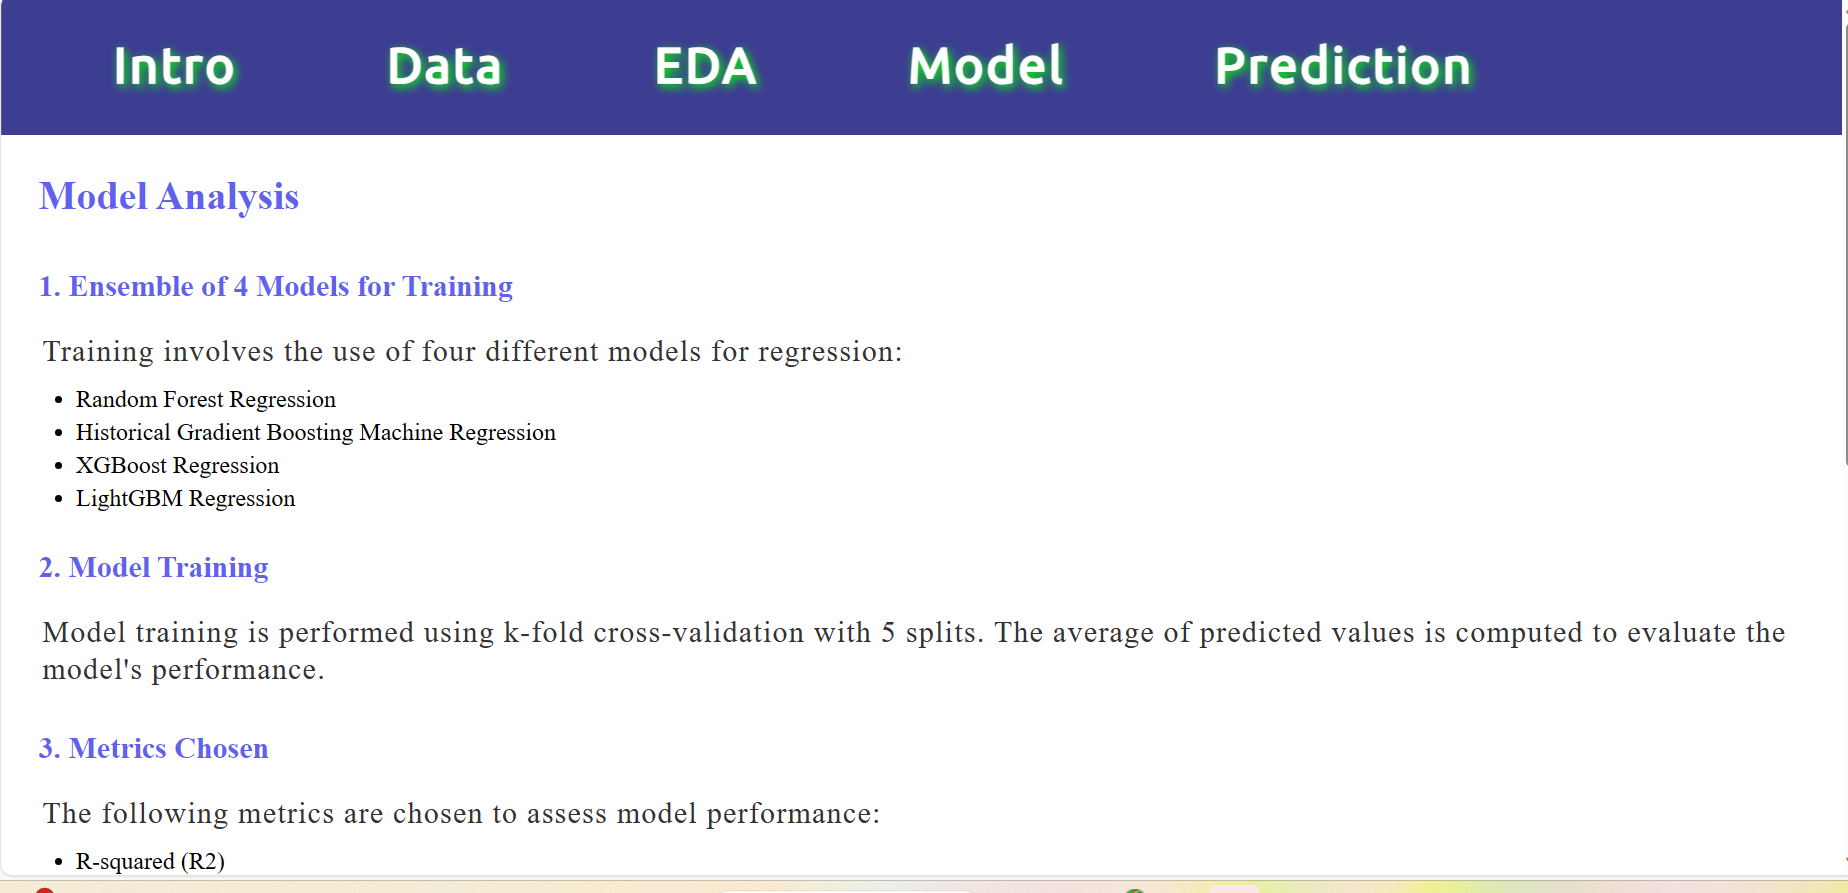 Intro Data EDA Model Prediction
Model Analysis
1. Ensemble of 4 Models for Training
Training involves the use of four different models for regression:
• Random Forest Regression
• Historical Gradient Boosting Machine Regression
• XGBoost Regression
• LightGBM Regression
2. Model Training
Model training is performed using k-fold cross-validation with 5 splits. The average of predicted values is computed to evaluate the
model's performance.
3. Metrics Chosen
The following metrics are chosen to assess model performance:
• R-squared (R2)